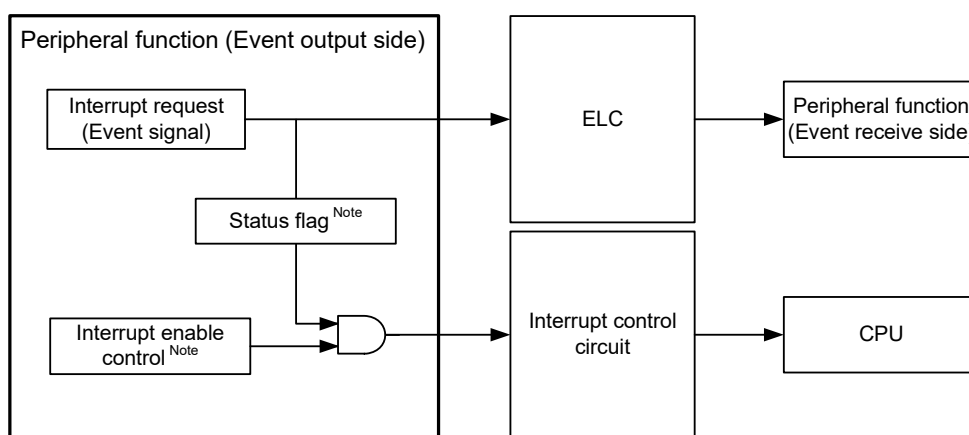 Peripheral function (Event output side)
Interrupt request
(Event signal)
ELC
Peripheral function
(Event receive side
Status flag Note
Interrupt enable
control Note
Interrupt control
circuit
CPU